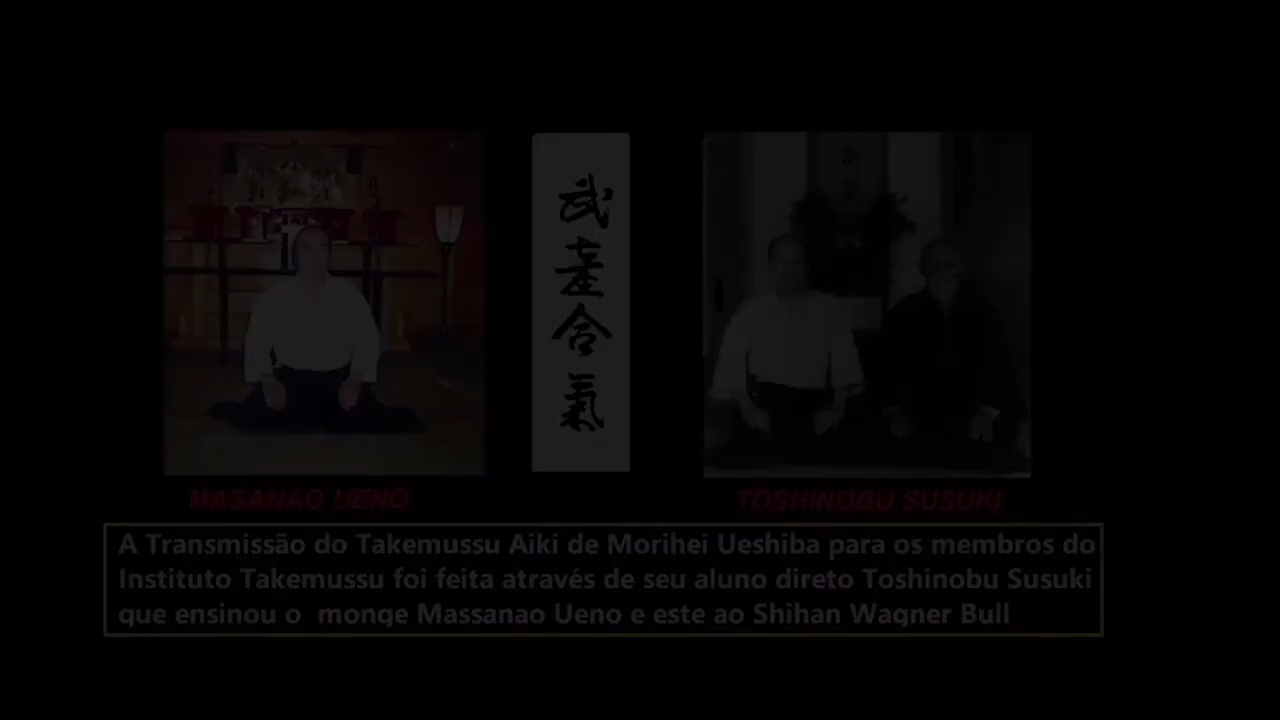 武産合氣
MASANAO UENO
TOSHINOBU SUSUKI
A Transmissão do Takemussu Aiki de Morihei Ueshiba para os membros do
Instituto Takemussu foi feita através de seu aluno direto Toshinobu Susuki
que ensinou o  monge Massanao Ueno e este ao Shihan Wagner Bull